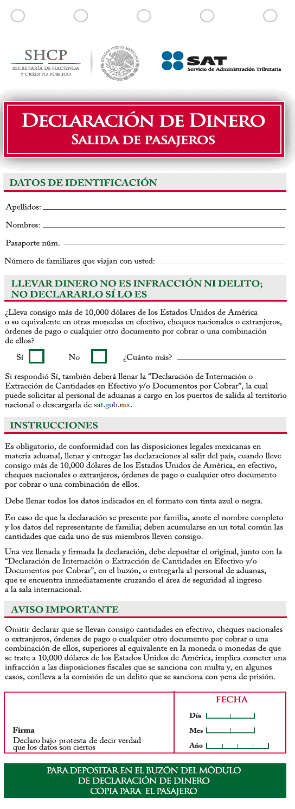 SHCP
SECRETARÍA DE HACIENDA
Y CRÉDITO PÚBLICO
SAT
Servicio de Administración Tributaria
DECLARACIÓN DE DINERO
SALIDA DE PASAJEROS
DATOS DE IDENTIFICACIÓN
Apellidos:
Nombres:
Pasaporte núm.
Número de familiares que viajan con usted:
LLEVAR DINERO NO ES INFRACCIÓN NI DELITO;
NO DECLARARLO SÍ LO ES
¿Lleva consigo más de 10,000 dólares de los Estados Unidos de América
o su equivalente en otras monedas en efectivo, cheques nacionales o extranjeros,
órdenes de pago o cualquier otro documento por cobrar o una combinación
de ellos?
Sí No ¿Cuánto más?
Si respondió Sí, también deberá llenar la "Declaración de Internación o
Extracción de Cantidades en Efectivo y/o Documentos por Cobrar", la cual
puede solicitar al personal de aduanas a cargo en los puertos de salida al territorio
nacional o descargarla de sat.gob.mx.
INSTRUCCIONES
Es obligatorio, de conformidad con las disposiciones legales mexicanas en
materia aduanal, llenar y entregar las declaraciones al salir del país, cuando lleve
consigo más de 10,000 dólares de los Estados Unidos de América, en efectivo,
cheques nacionales o extranjeros, órdenes de pago o cualquier otro documento
por cobrar o una combinación de ellos.
Debe llenar todos los datos indicados en el formato con tinta azul o negra.
En caso de que la declaración se presente por familia, anote el nombre completo
y los datos del representante de familia; deben acumularse en un total común las
cantidades que cada uno de sus miembros lleven consigo.
Una vez llenada y firmada la declaración, debe depositar el original, junto con la
"Declaración de Internación o Extracción de Cantidades en Efectivo y/o
Documentos por Cobrar", en el buzón, o entregarla al personal de aduanas,
que se encuentra inmediatamente cruzando el área de seguridad al ingreso
a la sala internacional.
AVISO IMPORTANTE
Omitir declarar que se llevan consigo cantidades en efectivo, cheques nacionales
o extranjeros, órdenes de pago o cualquier otro documento por cobrar o una
combinación de ellos, superiores al equivalente en la moneda o monedas de que
se trate a 10,000 dólares de los Estados Unidos de América, implica cometer una
infracción a las disposiciones fiscales que se sanciona con multa y, en algunos
casos, conlleva a la comisión de un delito que se sanciona con pena de prisión.
FECHA
Día
Mes
Año
Firma
Declaro bajo protesta de decir verdad
que los datos son ciertos
PARA DEPOSITAR EN EL BUZÓN DEL MÓDULO
DE DECLARACIÓN DE DINERO
COPIA PARA EL PASAJERO